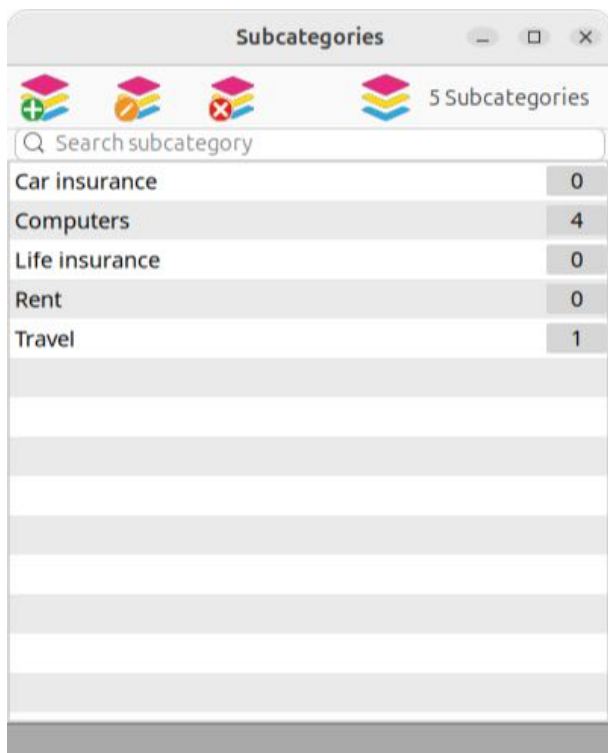 Subcategories
5 Subcategories
Search subcategory
Car insurance 0
Computers 4
Life insurance 0
Rent 0
Travel 1